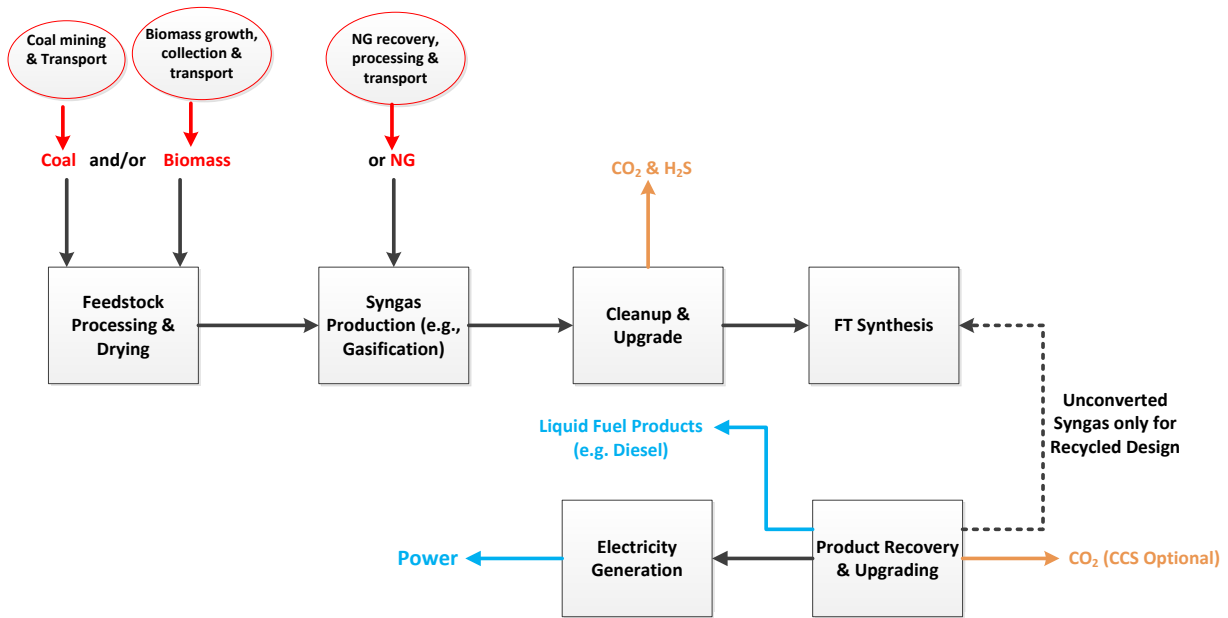 Coal mining
& Transport
Biomass growth,
collection &
transport
NG recovery,
processing &
transport
Coal and/or Biomass
or NG
CO₂ & H₂S
Feedstock
Processing &
Drying
Syngas
Production (e.g.,
Gasification)
Cleanup &
Upgrade
FT Synthesis
Liquid Fuel Products
(e.g. Diesel)
Unconverted
Syngas only for
Recycled Design
Power
Electricity
Generation
Product Recovery
& Upgrading
CO₂ (CCS Optional)